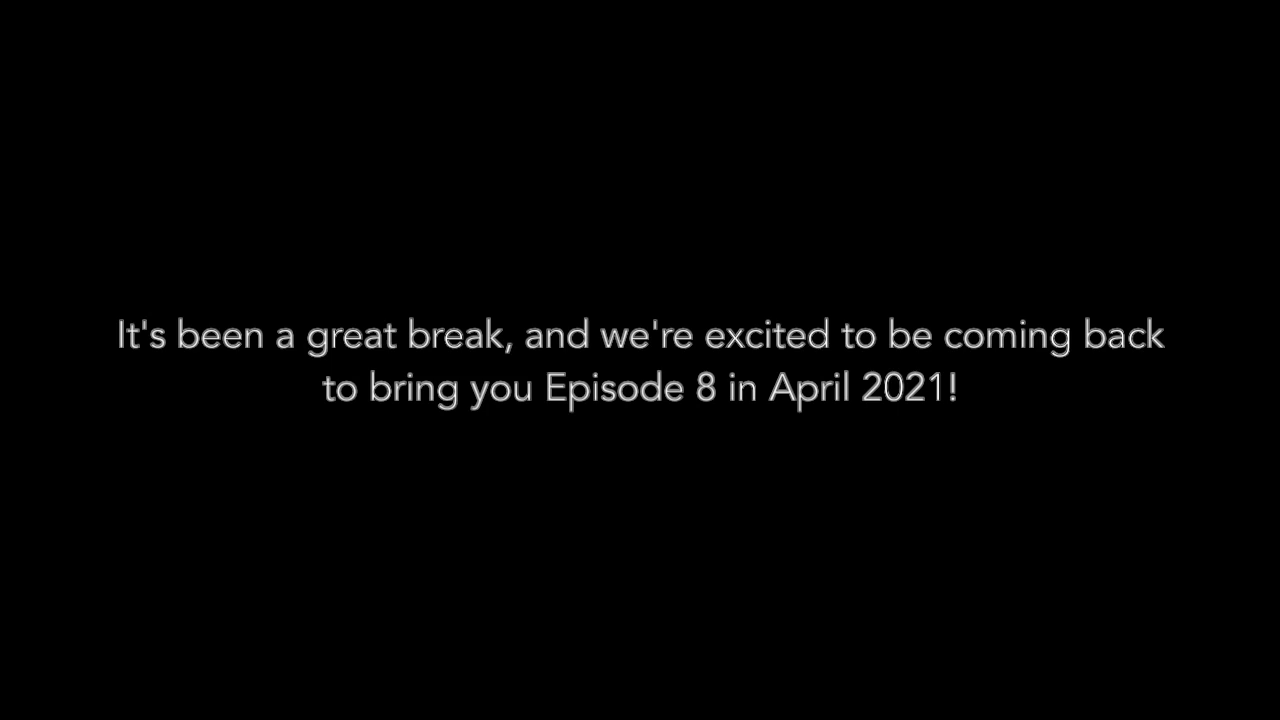 It's been a great break, and we're excited to be coming back
to bring you Episode 8 in April 2021!